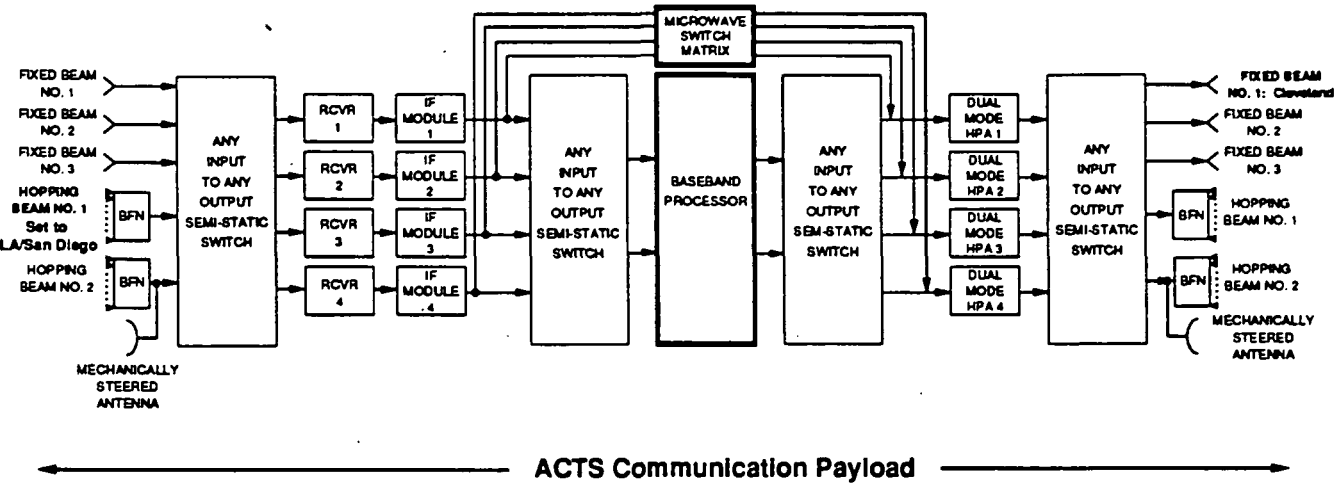 MICROWAVE
SWITCH
MATRIX
FIXED BEAM
NO. 1
FIXED BEAM
NO. 2
FIXED BEAM
NO. 3
HOPPING
BEAM NO. 1
Set to
LA/San Diego
BFN
HOPPING
BEAM NO. 2
BFN
MECHANICALLY
STEERED
ANTENNA
ANY
INPUT
TO ANY
OUTPUT
SEMI-STATIC
SWITCH
RCVR
1
RCVR
2
RCVR
3
RCVR
4
IF
MODULE
1
IF
MODULE
2
IF
MODULE
3
IF
MODULE
4
ANY
INPUT
TO ANY
OUTPUT
SEMI-STATIC
SWITCH
BASEBAND
PROCESSOR
ANY
INPUT
TO ANY
OUTPUT
SEMI-STATIC
SWITCH
DUAL
MODE
HPA 1
DUAL
MODE
HPA 2
DUAL
MODE
HPA 3
DUAL
MODE
HPA 4
ANY
INPUT
TO ANY
OUTPUT
SEMI-STATIC
SWITCH
FIXED BEAM
NO. 1: Cleveland
FIXED BEAM
NO. 2
FIXED BEAM
NO. 3
BFN
HOPPING
BEAM NO. 1
BFN
HOPPING
BEAM NO. 2
MECHANICALLY
STEERED
ANTENNA
ACTS Communication Payload